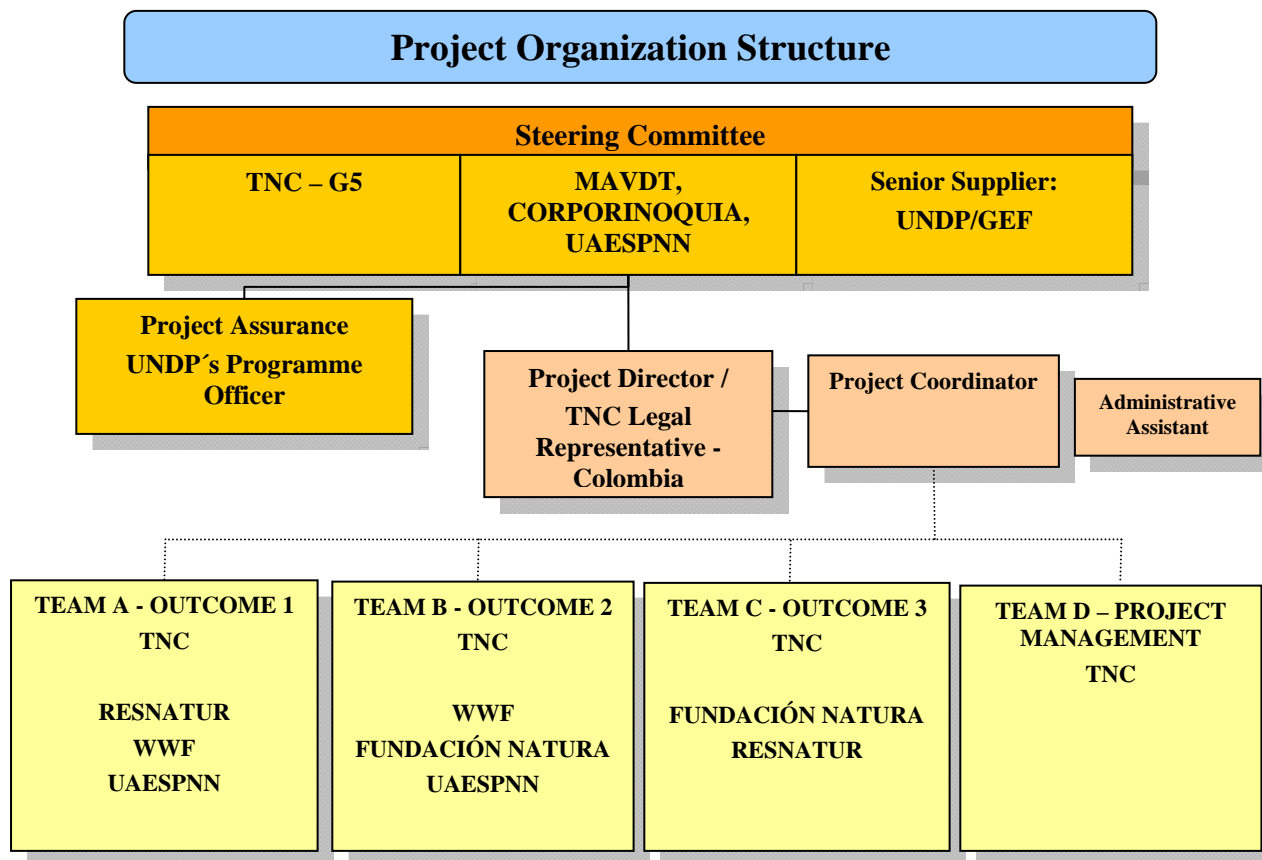 Project Organization Structure
Steering Committee
TNC – G5
MAVDT,
CORPORINOQUIA,
UAESPNN
Senior Supplier:
UNDP/GEF
Project Assurance
UNDP´s Programme
Officer
Project Director /
TNC Legal
Representative -
Colombia
Project Coordinator
Administrative
Assistant
TEAM A - OUTCOME 1
TNC
RESNATUR
WWF
UAESPNN
TEAM B - OUTCOME 2
TNC
WWF
FUNDACIÓN NATURA
UAESPNN
TEAM C - OUTCOME 3
TNC
FUNDACIÓN NATURA
RESNATUR
TEAM D – PROJECT
MANAGEMENT
TNC